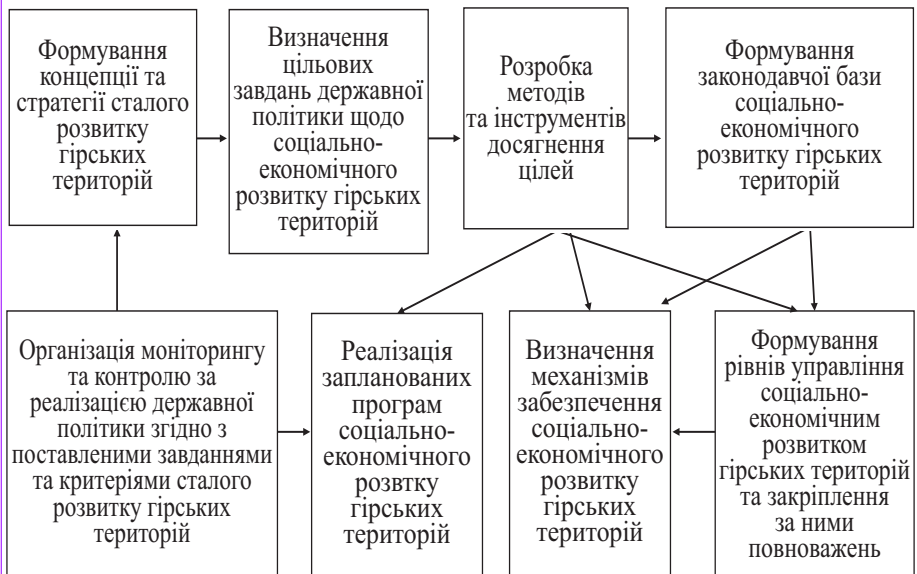 Формування
концепції та
стратегії сталого
розвитку
гірських
територій
Визначення
цільових
завдань державної
політики щодо
соціально-
економічного
розвитку гірських
територій
Розробка
методів
та інструментів
досягнення
цілей
Формування
законодавчої бази
соціально-
економічного
розвитку гірських
територій
Організація моніторингу
та контролю за
реалізацією державної
політики згідно з
поставленими завданнями
та критеріями сталого
розвитку гірських
територій
Реалізація
запланованих
програм
соціально-
економічного
розвтку
гірських
територій
Визначення
механізмів
забезпечення
соціально-
економічного
розвитку
гірських
територій
Формування
рівнів управління
соціально-
економічним
розвитком
гірських територій
та закріплення
за ними
повноважень